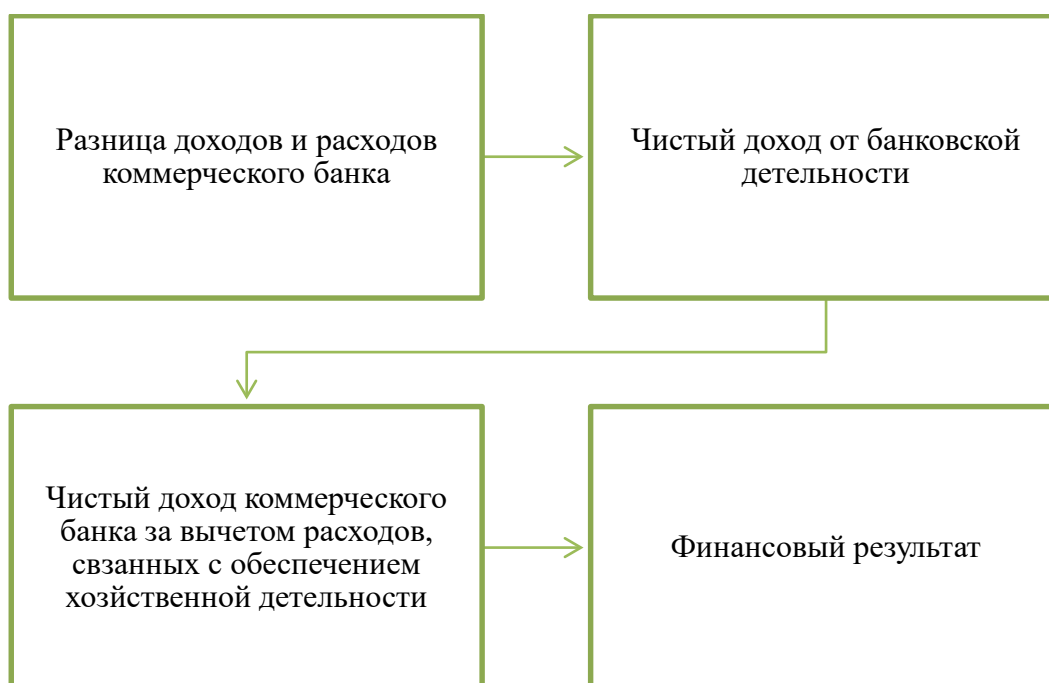 Разница доходов и расходов
коммерческого банка
Чистый доход от банковской
детельности
Чистый доход коммерческого
банка за вычетом расходов,
свзанных с обеспечением
хозйственной детельности
Финансовый результат